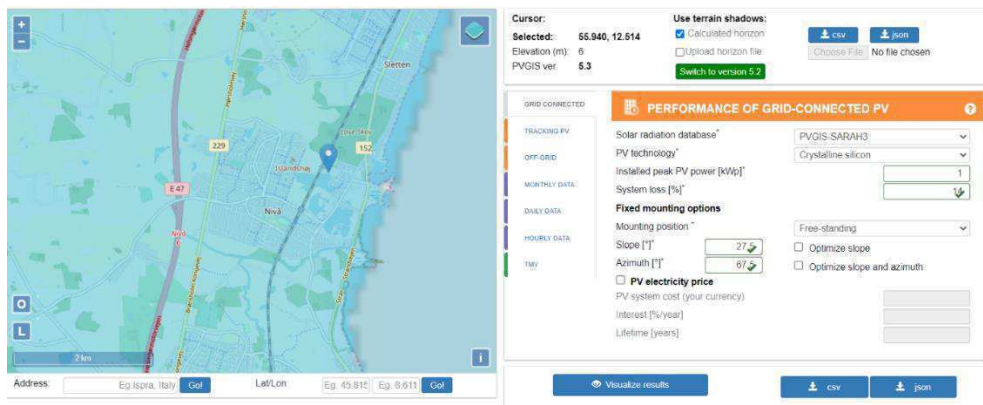 +
−
Sletten
229
152
Islandshøj
E 47
Nivå
Nivå
6
O
L
2 km
i
Address:
Eg.Ispra, Italy
Go!
Lat/Lon
Eg. 45.815
Eg. 8.611
Go!
Cursor:
Selected: 55.940, 12.514
Elevation (m): 6
PVGIS ver. 5.3
Use terrain shadows:
Calculated horizon
Upload horizon file
Switch to version 5.2
csv
json
Choose File No file chosen
GRID CONNECTED
TRACKING PV
OFF-GRID
MONTHLY DATA
DAILY DATA
HOURLY DATA
TMY
PERFORMANCE OF GRID-CONNECTED PV
?
Solar radiation database* PVGIS-SARAH3
PV technology* Crystalline silicon
Installed peak PV power [kWp]* 1
System loss [%]* 14
Fixed mounting options
Mounting position * Free-standing
Slope [°]* 27.5 Optimize slope
Azimuth [°]* 67.5 Optimize slope and azimuth
PV electricity price
PV system cost (your currency)
Interest [%/year]
Lifetime [years]
Visualize results
csv
json